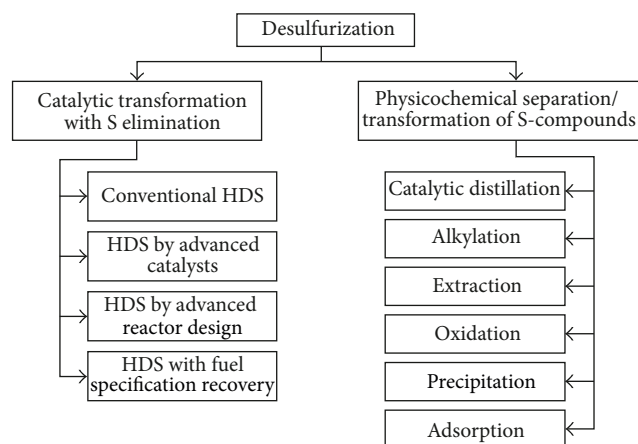 Desulfurization
Catalytic transformation
with S elimination
Conventional HDS
HDS by advanced
catalysts
HDS by advanced
reactor design
HDS with fuel
specification recovery
Physicochemical separation/
transformation of S-compounds
Catalytic distillation
Alkylation
Extraction
Oxidation
Precipitation
Adsorption